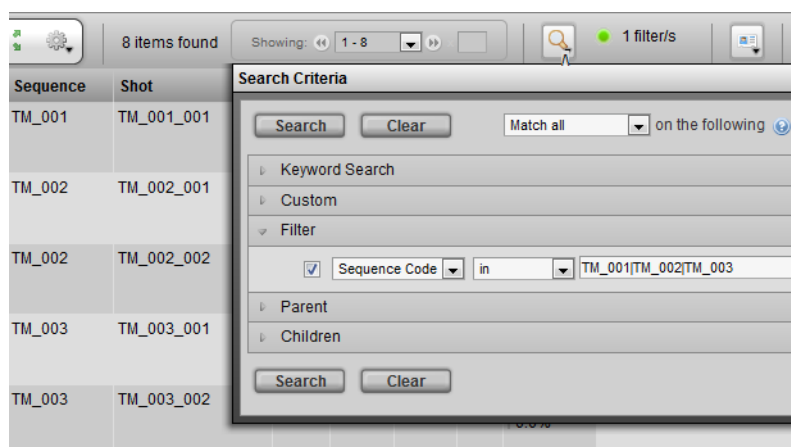 8 items found Showing: 1 - 8 1 filter/s
Sequence Shot Search Criteria
TM_001 TM_001_001
Search Clear Match all on the following
Keyword Search
TM_002 TM_002_001
Custom
Filter
TM_002 TM_002_002 Sequence Code in TM_001|TM_002|TM_003
Parent
TM_003 TM_003_001
Children
Search Clear
TM_003 TM_003_002